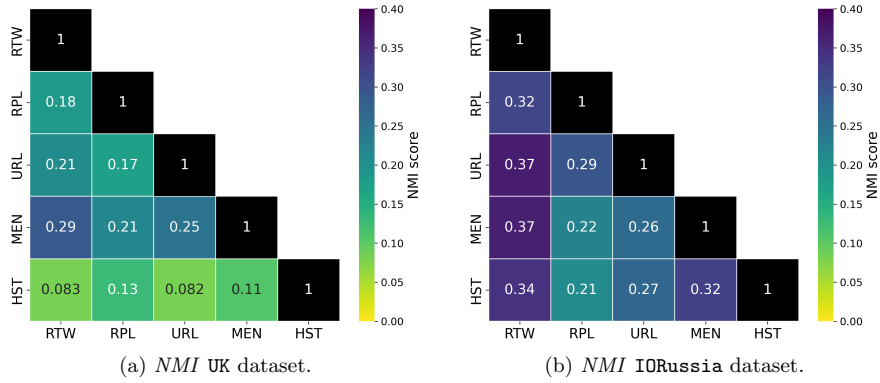 RTW 1
RPL 0.18 1
URL 0.21 0.17 1
MEN 0.29 0.21 0.25 1
HST 0.083 0.13 0.082 0.11 1
RTW RPL URL MEN HST
0.40
0.35
0.30
0.25
0.20
0.15
0.10
0.05
0.00
NMI score
(a) NMI UK dataset.
RTW 1
RPL 0.32 1
URL 0.37 0.29 1
MEN 0.37 0.22 0.26 1
HST 0.34 0.21 0.27 0.32 1
RTW RPL URL MEN HST
0.40
0.35
0.30
0.25
0.20
0.15
0.10
0.05
0.00
NMI score
(b) NMI IORussia dataset.